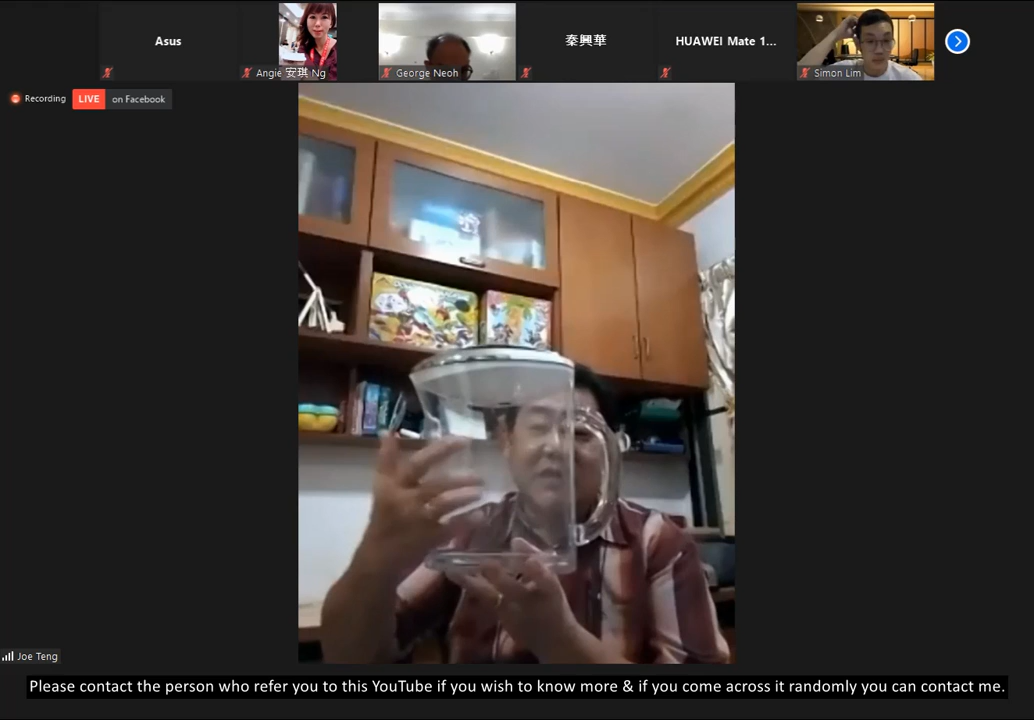 Asus
Angie 安琪 Ng
George Neoh
秦興華
HUAWEI Mate 1...
Simon Lim
Recording
LIVE on Facebook
Joe Teng
Please contact the person who refer you to this YouTube if you wish to know more & if you come across it randomly you can contact me.